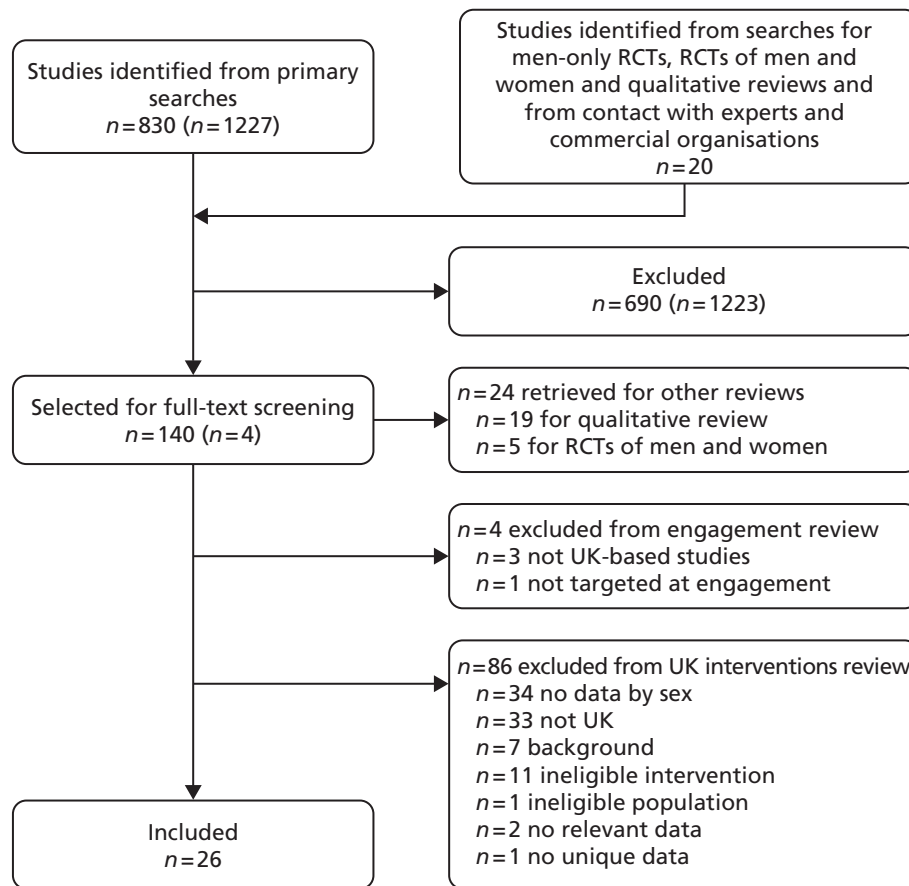 Studies identified from primary
searches
n=830 (n=1227)
Studies identified from searches for
men-only RCTs, RCTs of men and
women and qualitative reviews and
from contact with experts and
commercial organisations
n=20
Excluded
n=690 (n=1223)
Selected for full-text screening
n=140 (n=4)
n=24 retrieved for other reviews
n=19 for qualitative review
n=5 for RCTs of men and women
n=4 excluded from engagement review
n=3 not UK-based studies
n=1 not targeted at engagement
n=86 excluded from UK interventions review
n=34 no data by sex
n=33 not UK
n=7 background
n=11 ineligible intervention
n=1 ineligible population
n=2 no relevant data
n=1 no unique data
Included
n=26